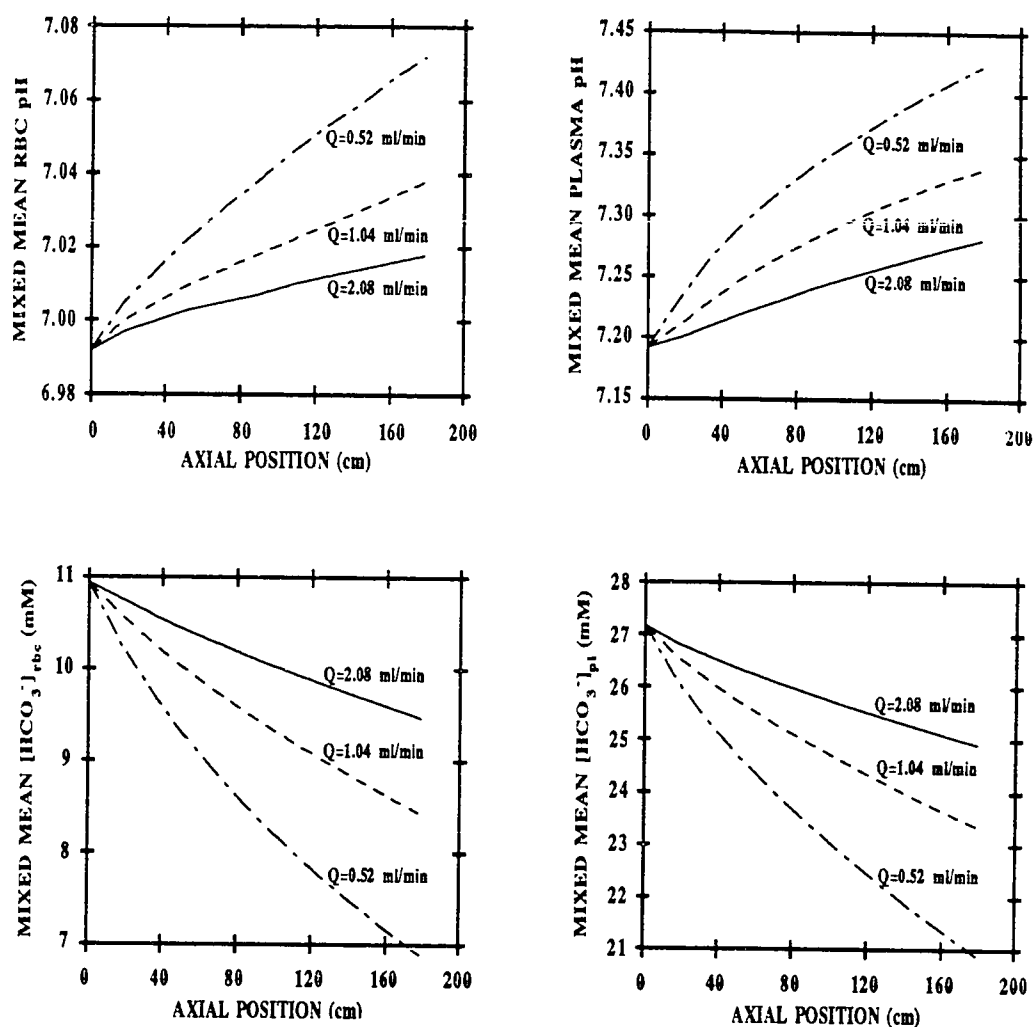 7.08
7.06
7.04
7.02
7.00
6.98
MIXED MEAN RBC pH
Q=0.52 ml/min
Q=1.04 ml/min
Q=2.08 ml/min
0 40 80 120 160 200
AXIAL POSITION (cm)
7.45
7.40
7.35
7.30
7.25
7.20
7.15
MIXED MEAN PLASMA pH
Q=0.52 ml/min
Q=1.04 ml/min
Q=2.08 ml/min
0 40 80 120 160 200
AXIAL POSITION (cm)
11
10
9
8
7
MIXED MEAN [HCO3-]rbc (mM)
Q=2.08 ml/min
Q=1.04 ml/min
Q=0.52 ml/min
0 40 80 120 160 200
AXIAL POSITION (cm)
28
27
26
25
24
23
22
21
MIXED MEAN [HCO3-]pl (mM)
Q=2.08 ml/min
Q=1.04 ml/min
Q=0.52 ml/min
0 40 80 120 160 200
AXIAL POSITION (cm)